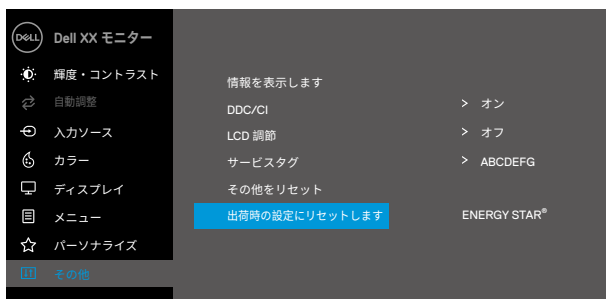 DELL
Dell XX モニター
輝度・コントラスト
自動調整
入力ソース
カラー
ディスプレイ
メニュー
パーソナライズ
その他
情報を表示します
DDC/CI > オン
LCD 調節 > オフ
サービスタグ > ABCDEFG
その他をリセット
出荷時の設定にリセットします ENERGY STAR®